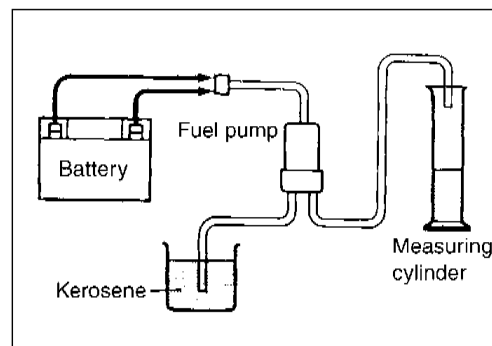 Fuel pump
Battery
Measuring
cylinder
Kerosene